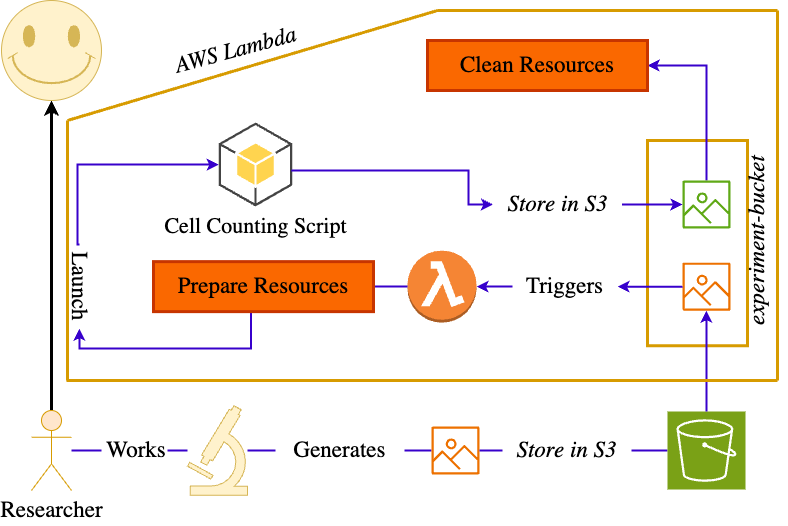 AWS Lambda
Clean Resources
Cell Counting Script
Store in S3
experiment-bucket
Launch
Prepare Resources
λ
Triggers
Works
Generates
Store in S3
Researcher